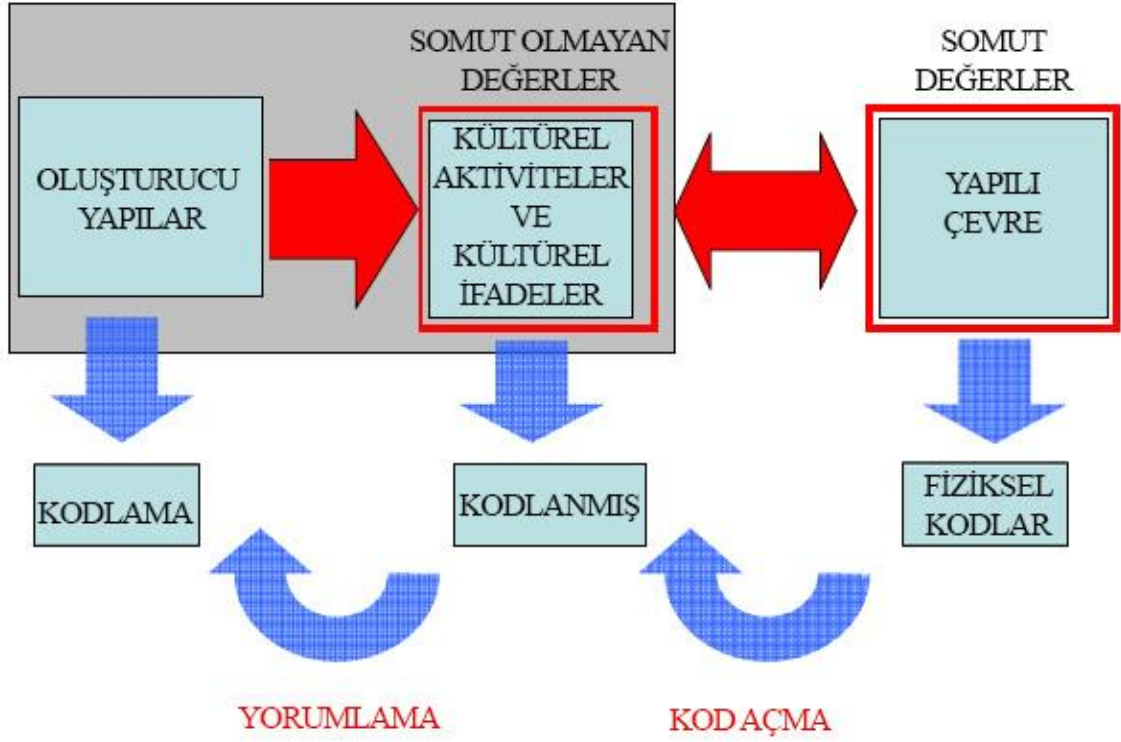 SOMUT OLMAYAN
DEĞERLER
SOMUT
DEĞERLER
OLUŞTURUCU
YAPILAR
KÜLTÜREL
AKTİVİTELER
VE
KÜLTÜREL
İFADELER
YAPILI
ÇEVRE
KODLAMA
KODLANMIŞ
FİZİKSEL
KODLAR
YORUMLAMA
KOD AÇMA